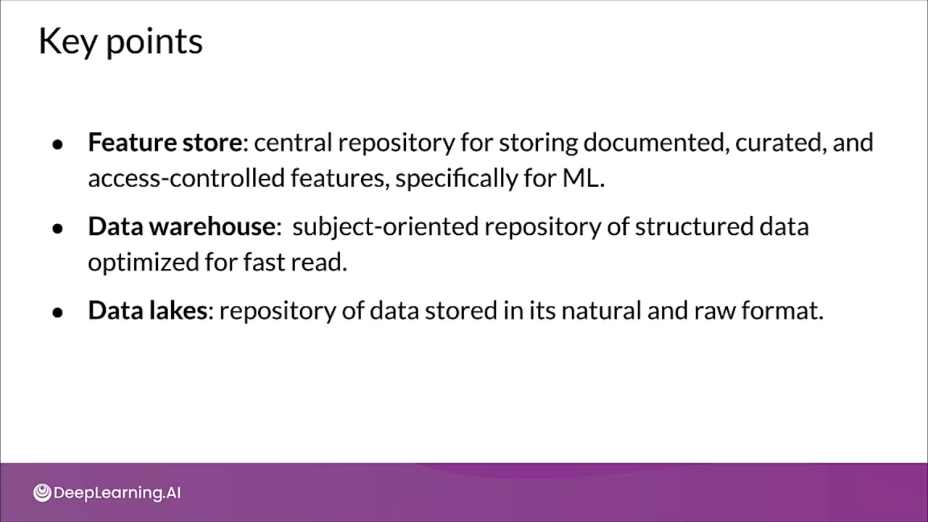 Key points
● Feature store: central repository for storing documented, curated, and
access-controlled features, specifically for ML.
● Data warehouse: subject-oriented repository of structured data
optimized for fast read.
● Data lakes: repository of data stored in its natural and raw format.
DeepLearning.AI